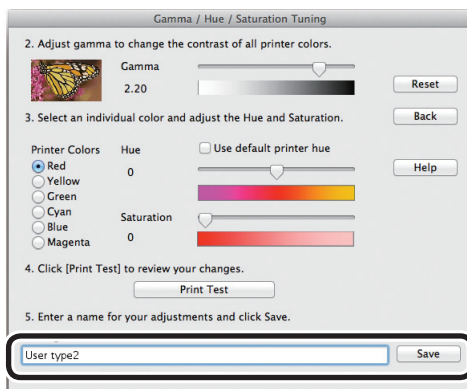 Gamma / Hue / Saturation Tuning
2. Adjust gamma to change the contrast of all printer colors.
Gamma
2.20
Reset
3. Select an individual color and adjust the Hue and Saturation.
Back
Printer Colors
Hue
Use default printer hue
Red
0
Help
Yellow
Green
Cyan
Saturation
Blue
0
Magenta
4. Click [Print Test] to review your changes.
Print Test
5. Enter a name for your adjustments and click Save.
User type2
Save